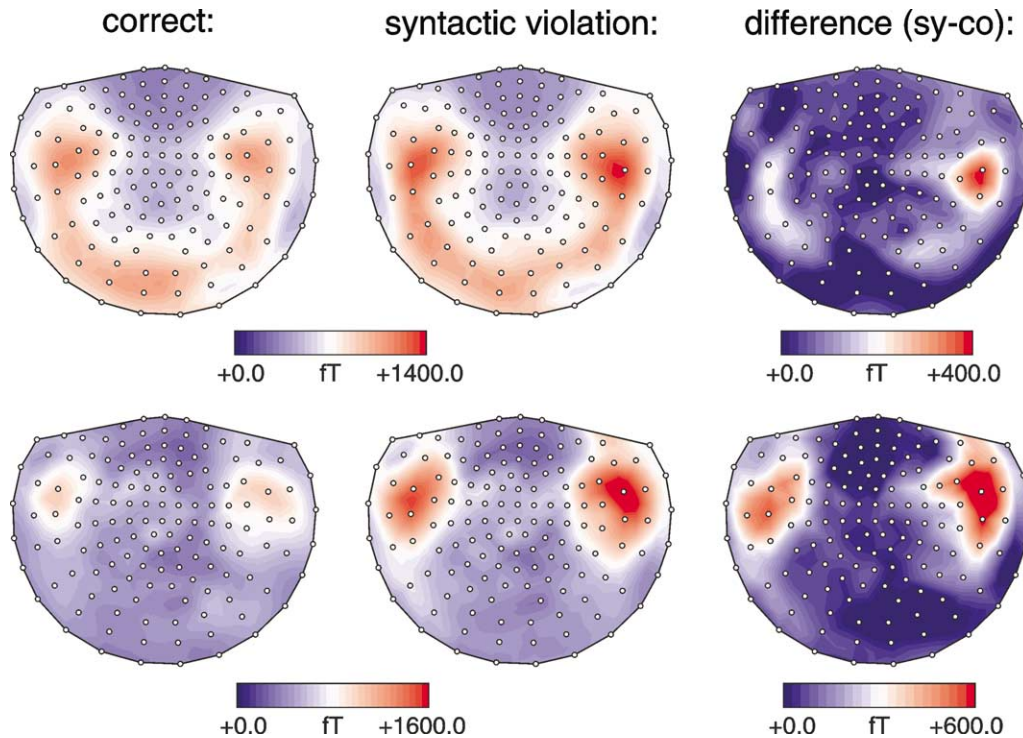 correct: syntactic violation: difference (sy-co):
+0.0 fT +1400.0 +0.0 fT +400.0
+0.0 fT +1600.0 +0.0 fT +600.0